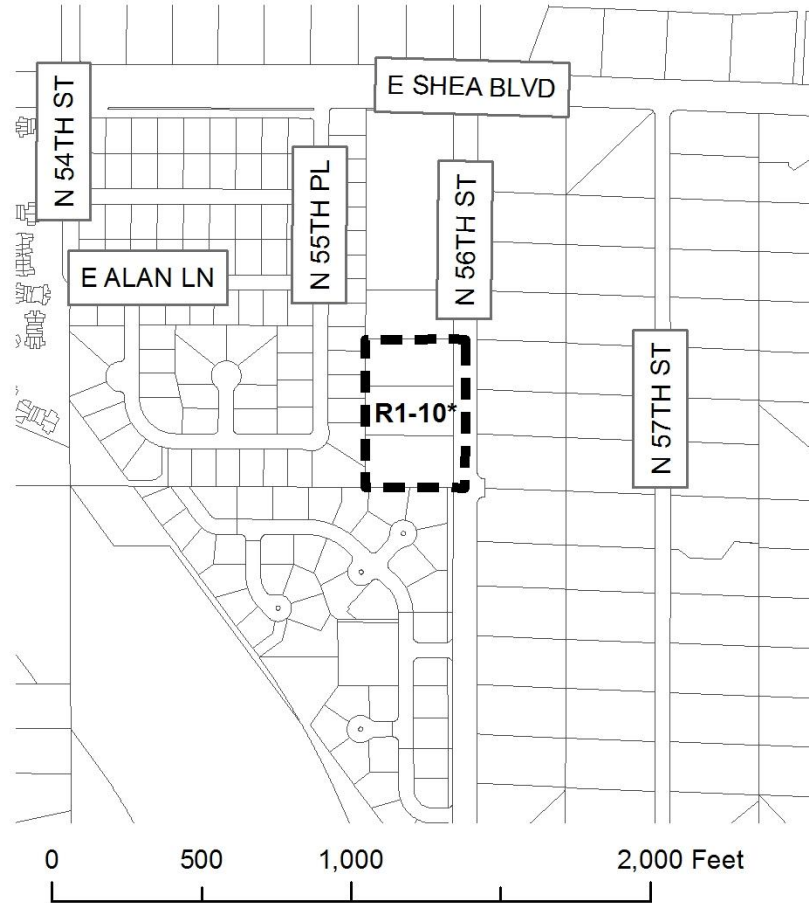 E SHEA BLVD
N 54TH ST
N 55TH PL
N 56TH ST
E ALAN LN
N 57TH ST
R1-10*
0 500 1,000 2,000 Feet